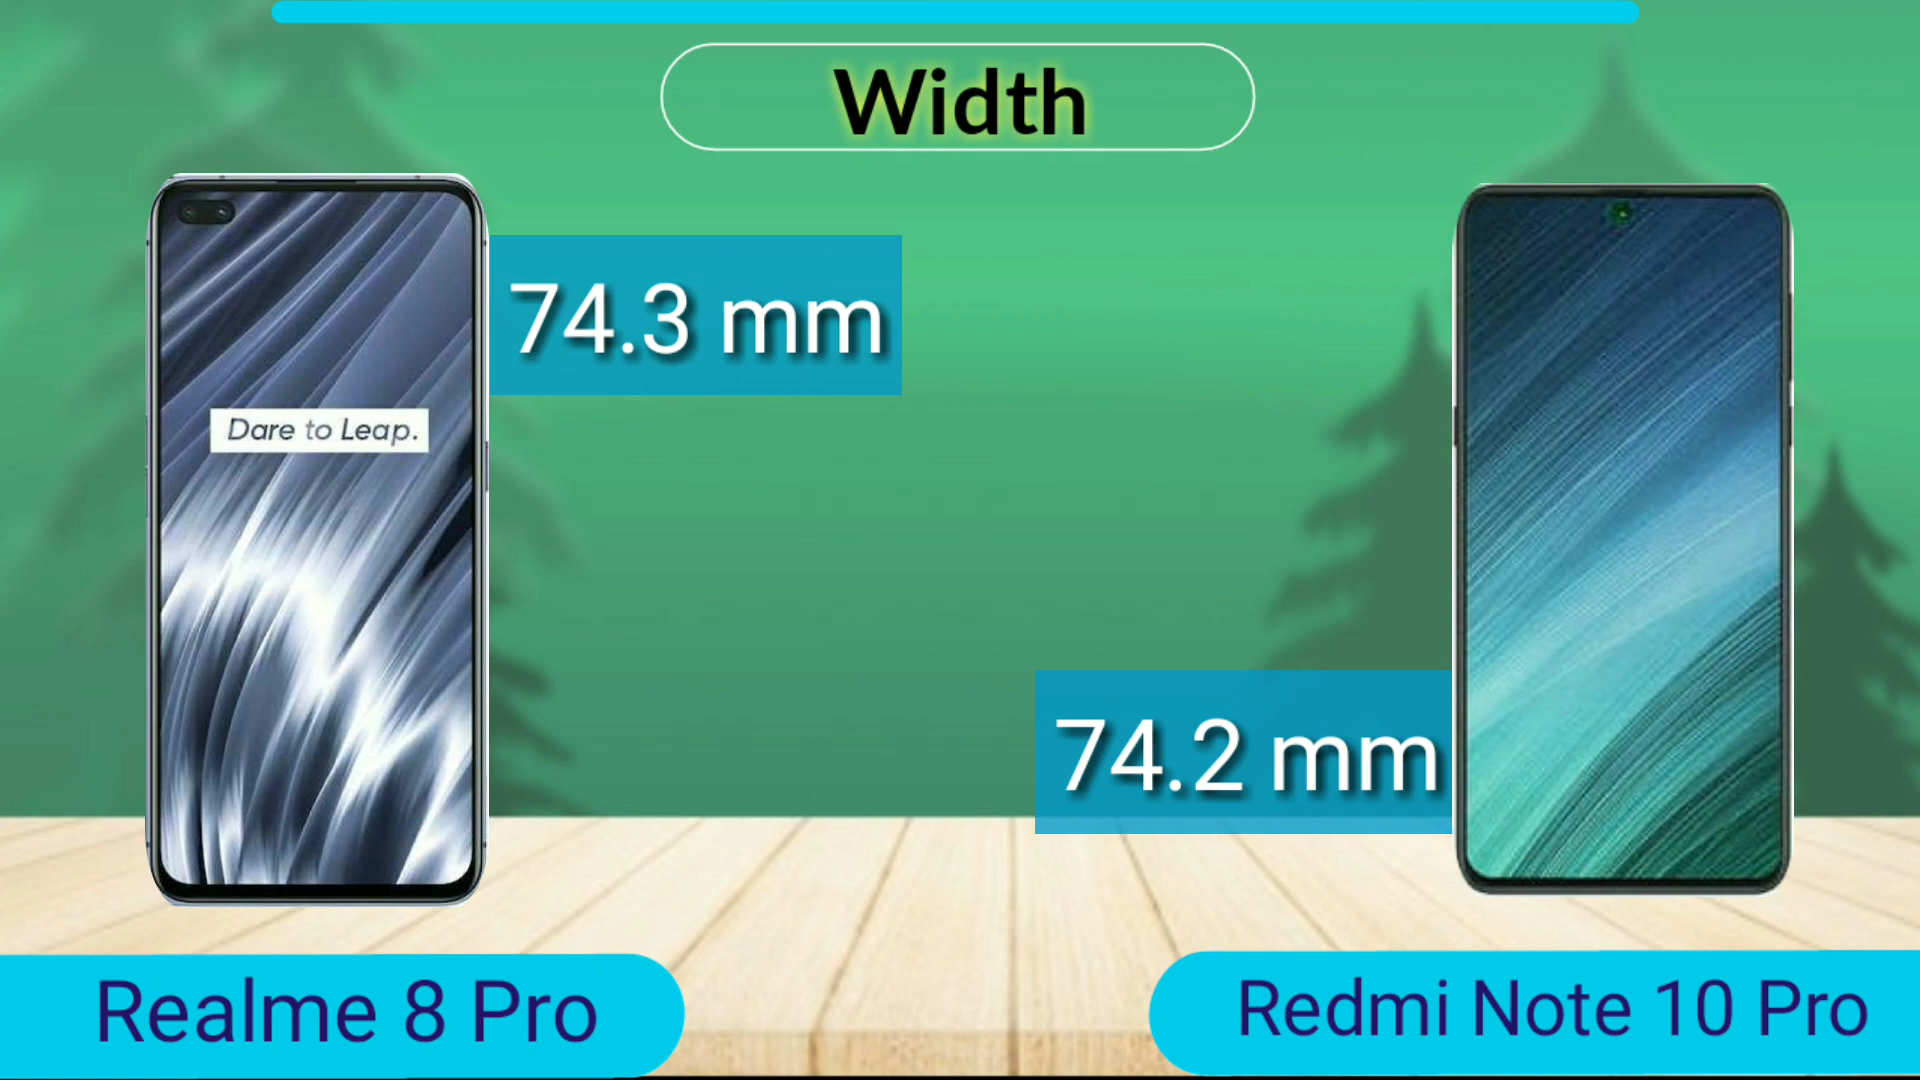 Width
74.3 mm
Dare to Leap.
74.2 mm
Realme 8 Pro
Redmi Note 10 Pro